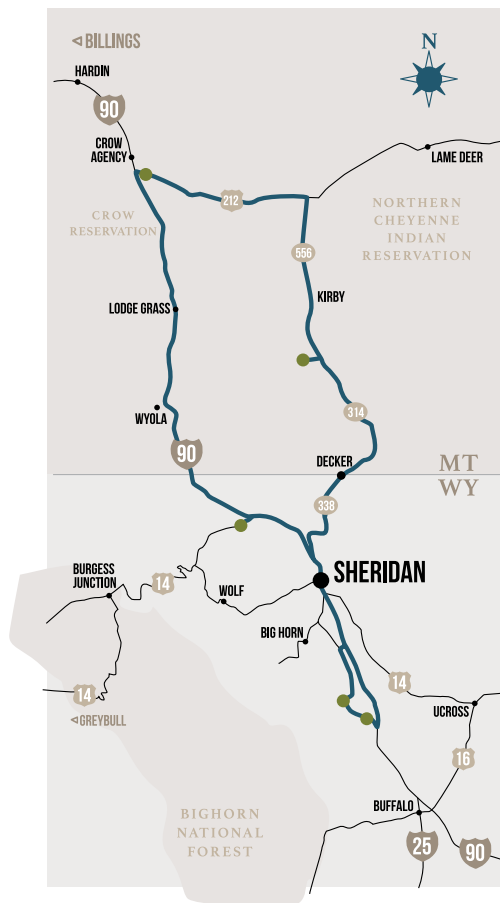 BILLINGS
N
HARDIN
90
CROW
AGENCY
LAME DEER
212
CROW
RESERVATION
NORTHERN
CHEYENNE
INDIAN
RESERVATION
556
KIRBY
LODGE GRASS
314
WYOLA
90
DECKER
MT
WY
338
SHERIDAN
BURGESS
JUNCTION
14
WOLF
BIG HORN
14
14
UCROSS
GREYBULL
16
BUFFALO
BIGHORN
NATIONAL
FOREST
25
90